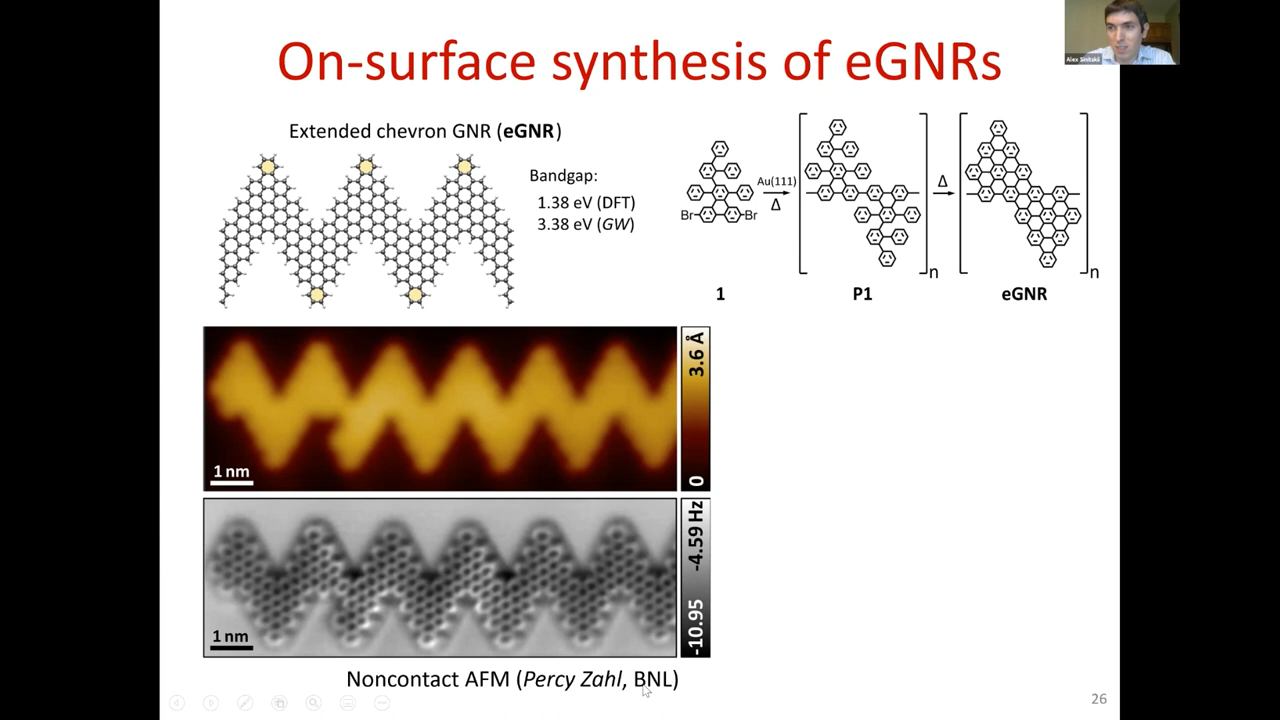 On-surface synthesis of eGNRs
Alex Sinitskii
Extended chevron GNR (eGNR)
Bandgap:
1.38 eV (DFT)
3.38 eV (GW)
Br
Br
Au(111)
Δ
n
Δ
n
1
P1
eGNR
3.6 Å
0
1 nm
-4.59 Hz
-10.95
1 nm
Noncontact AFM (Percy Zahl, BNL)
26